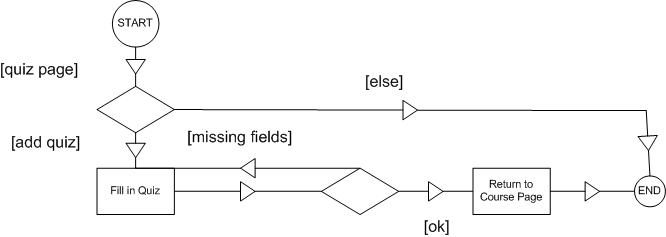 START
[quiz page]
[else]
[add quiz]
[missing fields]
Fill in Quiz
Return to
Course Page
END
[ok]